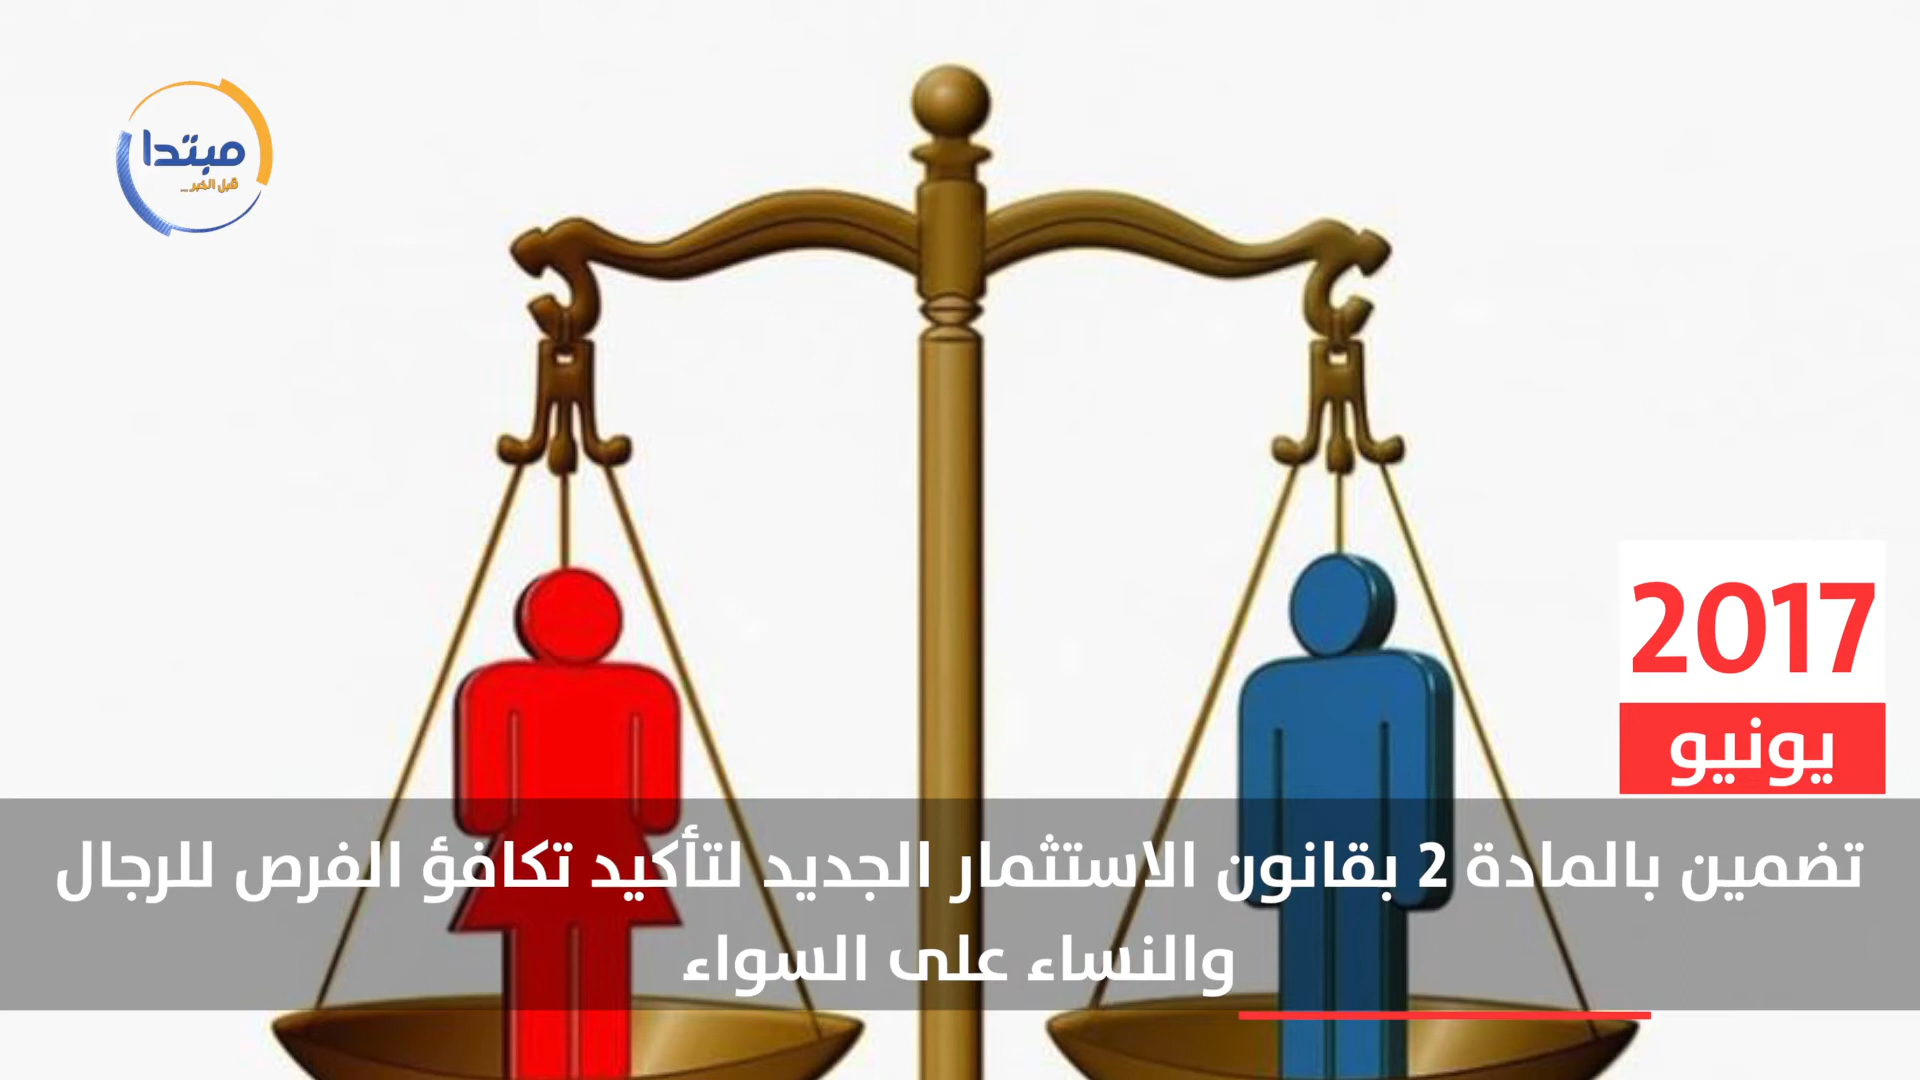 مبتدا
قبل الخبر ...
2017
يونيو
تضمين بالمادة 2 بقانون الاستثمار الجديد لتأكيد تكافؤ الفرص للرجال
والنساء على السواء